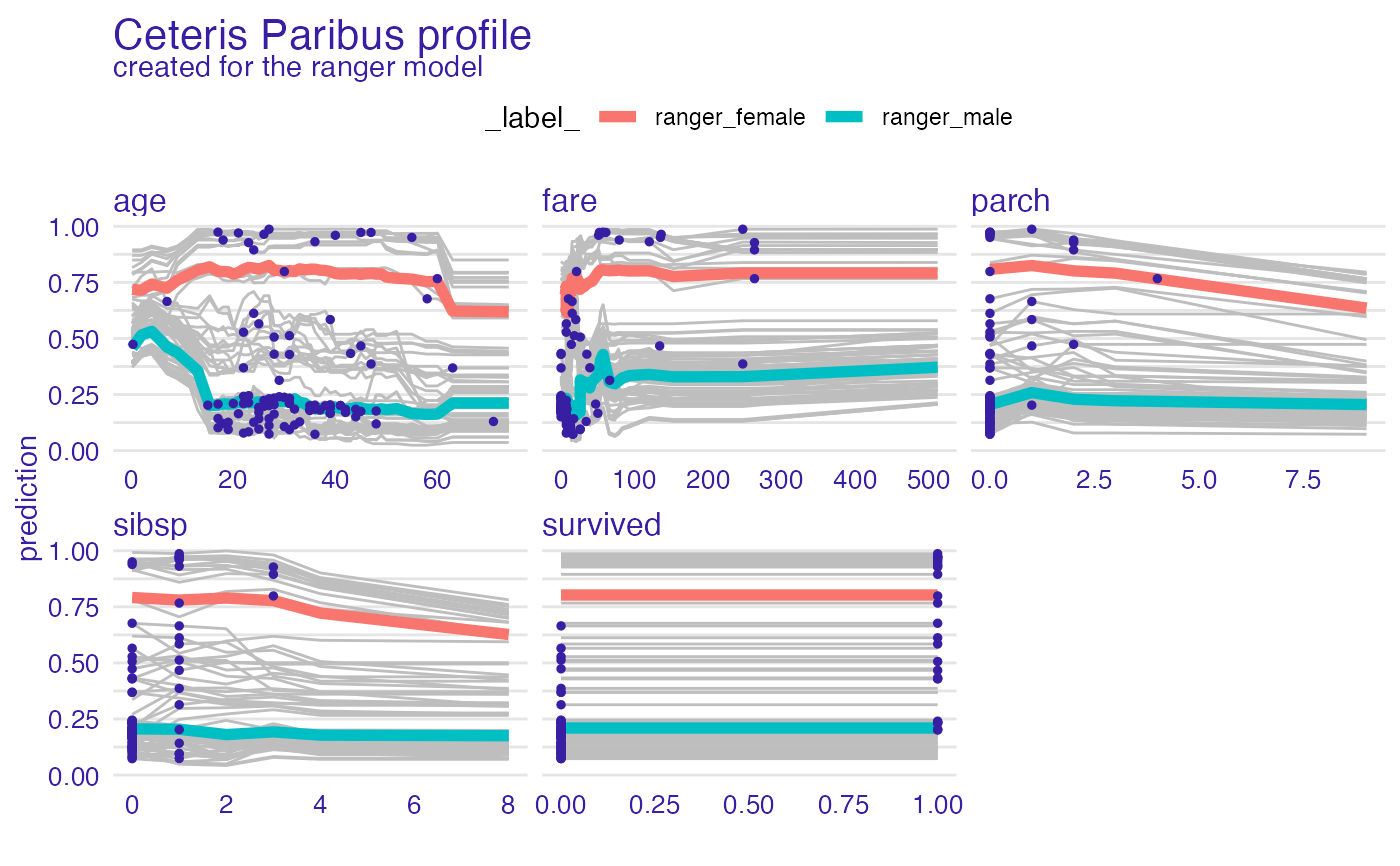 Ceteris Paribus profile
created for the ranger model
_label_ ranger_female ranger_male
age fare parch
1.00
0.75
0.50
0.25
0.00
0 20 40 60 0 100 200 300 400 500 0.0 2.5 5.0 7.5
prediction
sibsp survived
1.00
0.75
0.50
0.25
0.00
0 2 4 6 8 0.00 0.25 0.50 0.75 1.00